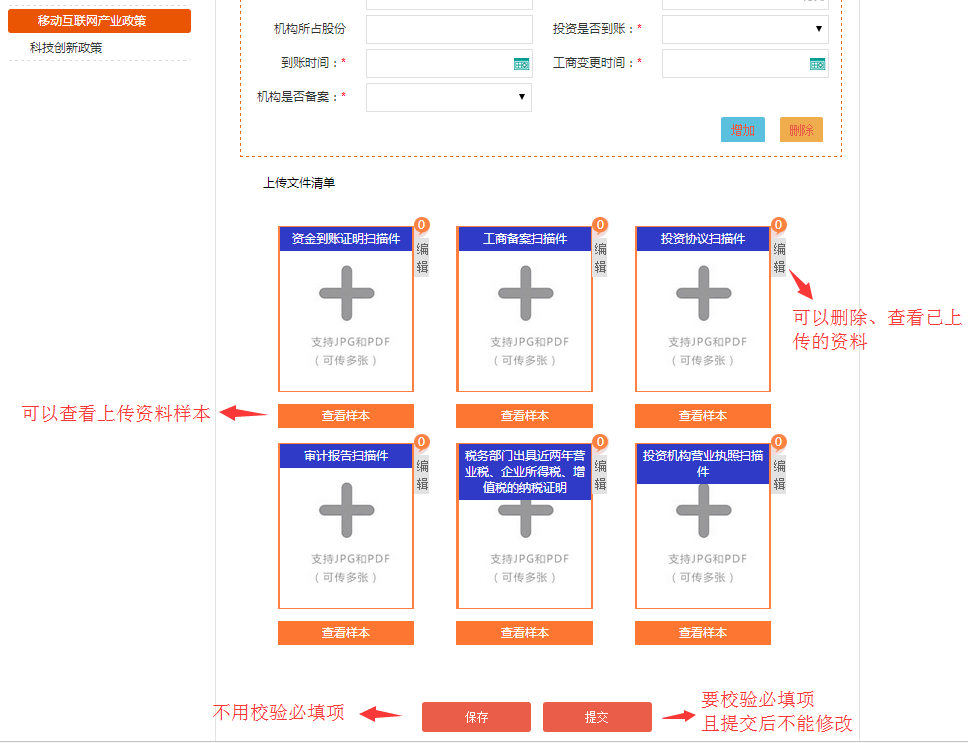 移动互联网产业政策
科技创新政策
机构所占股份
投资是否到账：*
到账时间：*
工商变更时间：*
机构是否备案：*
增加
删除
上传文件清单
0
0
0
资金到账证明扫描件
工商备案扫描件
投资协议扫描件
编辑
编辑
编辑
支持JPG和PDF
（可传多张）
支持JPG和PDF
（可传多张）
支持JPG和PDF
（可传多张）
可以删除、查看已上
传的资料
可以查看上传资料样本
查看样本
查看样本
查看样本
0
0
0
审计报告扫描件
税务部门出具近两年营
业税、企业所得税、增
值税的纳税证明
投资机构营业执照扫描
件
编辑
编辑
编辑
支持JPG和PDF
（可传多张）
支持JPG和PDF
（可传多张）
支持JPG和PDF
（可传多张）
查看样本
查看样本
查看样本
不用校验必填项
保存
提交
要校验必填项
且提交后不能修改